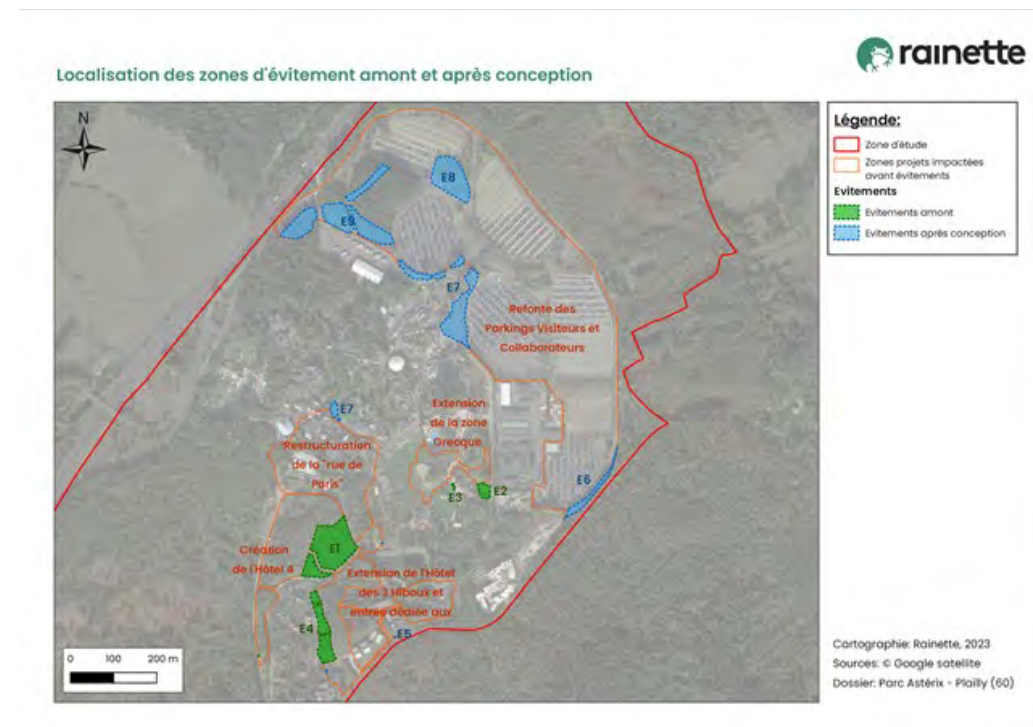 rainette
Localisation des zones d'évitement amont et après conception
N
Légende:
Zone d'étude
Zones projets impactées
avant évitements
Evitements
Evitements amont
Evitements après conception
E8
E9
E7
Refonte des
Parkings Visiteurs et
Collaborateurs
E7
Extension
de la zone
Grecque
Restructuration
de la "rue de
Paris"
E6
E3
E2
E1
Création
de l'Hôtel 4
Extension de l'Hôtel
des 3 Hiboux et
entrée dédiée aux
E4
E5
0 100 200 m
Cartographie: Rainette, 2023
Sources: © Google satellite
Dossier: Parc Astérix - Plailly (60)